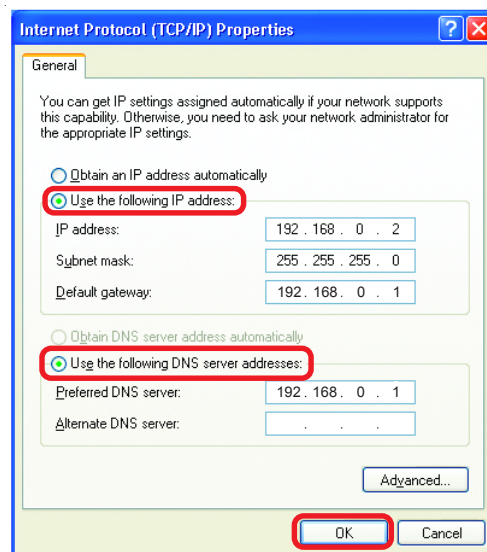 Internet Protocol (TCP/IP) Properties
General
You can get IP settings assigned automatically if your network supports
this capability. Otherwise, you need to ask your network administrator for
the appropriate IP settings.
Obtain an IP address automatically
Use the following IP address:
IP address: 192 . 168 . 0 . 2
Subnet mask: 255 . 255 . 255 . 0
Default gateway: 192 . 168 . 0 . 1
Obtain DNS server address automatically
Use the following DNS server addresses:
Preferred DNS server: 192 . 168 . 0 . 1
Alternate DNS server: . . .
Advanced...
OK Cancel